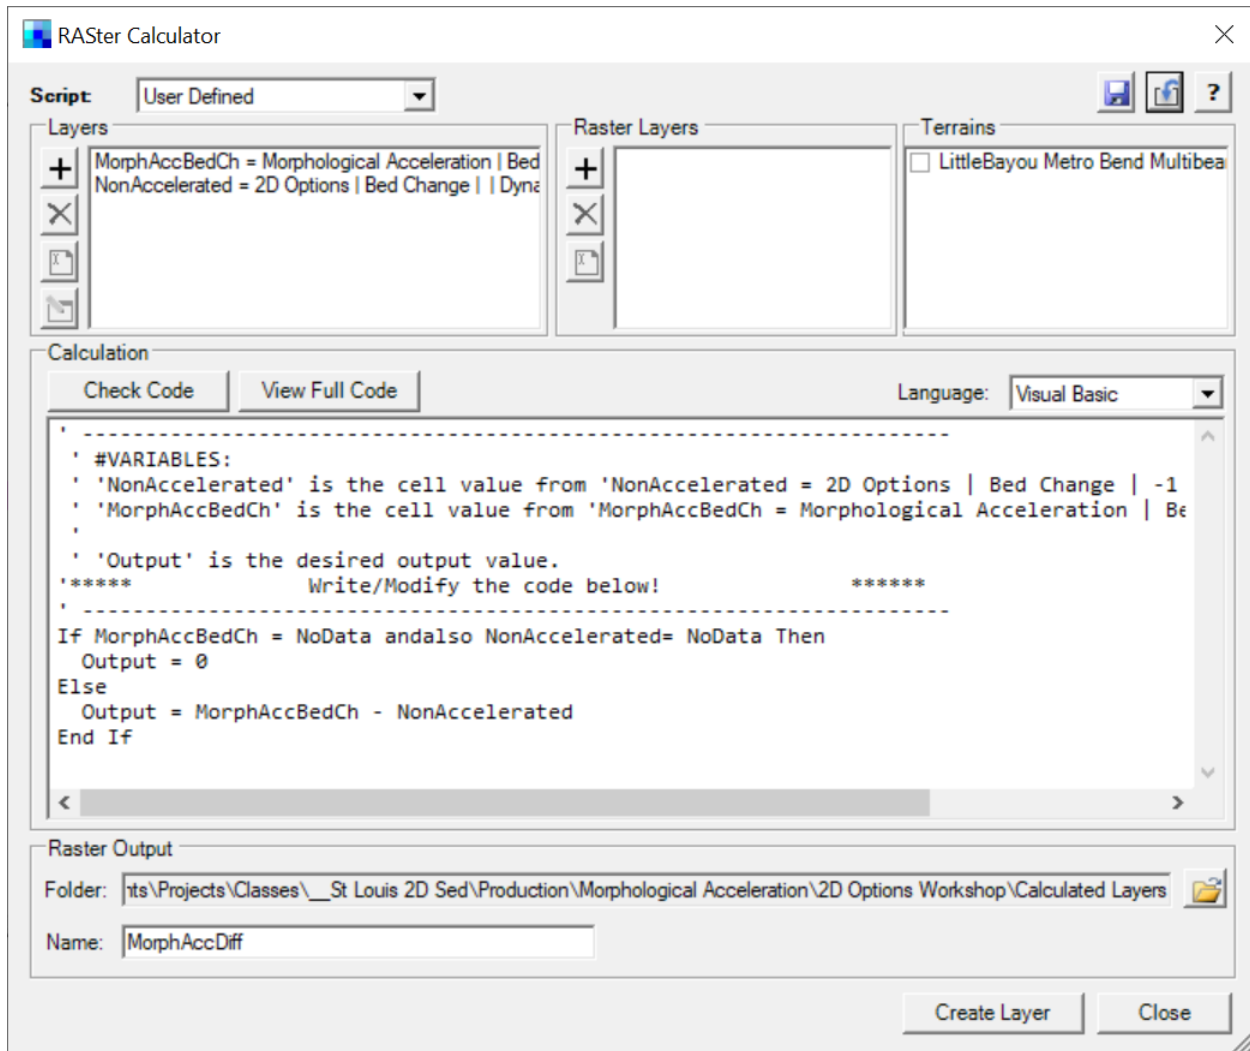 RASter Calculator
Script:
User Defined
?
Layers
MorphAccBedCh = Morphological Acceleration | Bed
NonAccelerated = 2D Options | Bed Change | | Dyna
Raster Layers
Terrains
LittleBayou Metro Bend Multibea
Calculation
Check Code
View Full Code
Language:
Visual Basic
' ----------------------------------------------------------------------
' #VARIABLES:
' 'NonAccelerated' is the cell value from 'NonAccelerated = 2D Options | Bed Change | -1
' 'MorphAccBedCh' is the cell value from 'MorphAccBedCh = Morphological Acceleration | Be
'
' 'Output' is the desired output value.
'***** Write/Modify the code below! ******
' ----------------------------------------------------------------------
If MorphAccBedCh = NoData andalso NonAccelerated= NoData Then
Output = 0
Else
Output = MorphAccBedCh - NonAccelerated
End If
Raster Output
Folder:
nts\Projects\Classes\__St Louis 2D Sed\Production\Morphological Acceleration\2D Options Workshop\Calculated Layers
Name:
MorphAccDiff
Create Layer
Close